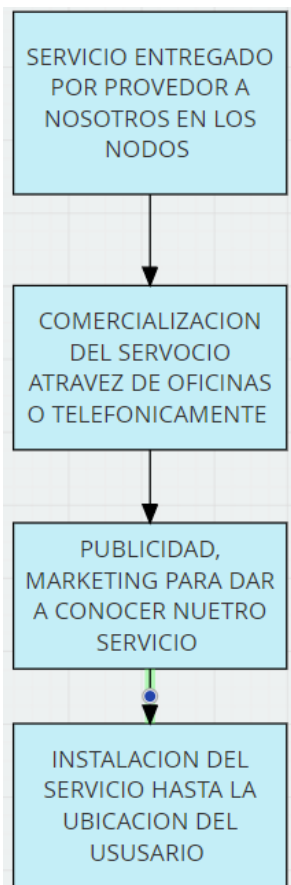 SERVICIO ENTREGADO
POR PROVEDOR A
NOSOTROS EN LOS
NODOS
COMERCIALIZACION
DEL SERVOCIO
ATRAVEZ DE OFICINAS
O TELEFONICAMENTE
PUBLICIDAD,
MARKETING PARA DAR
A CONOCER NUETRO
SERVICIO
INSTALACION DEL
SERVICIO HASTA LA
UBICACION DEL
USUSARIO